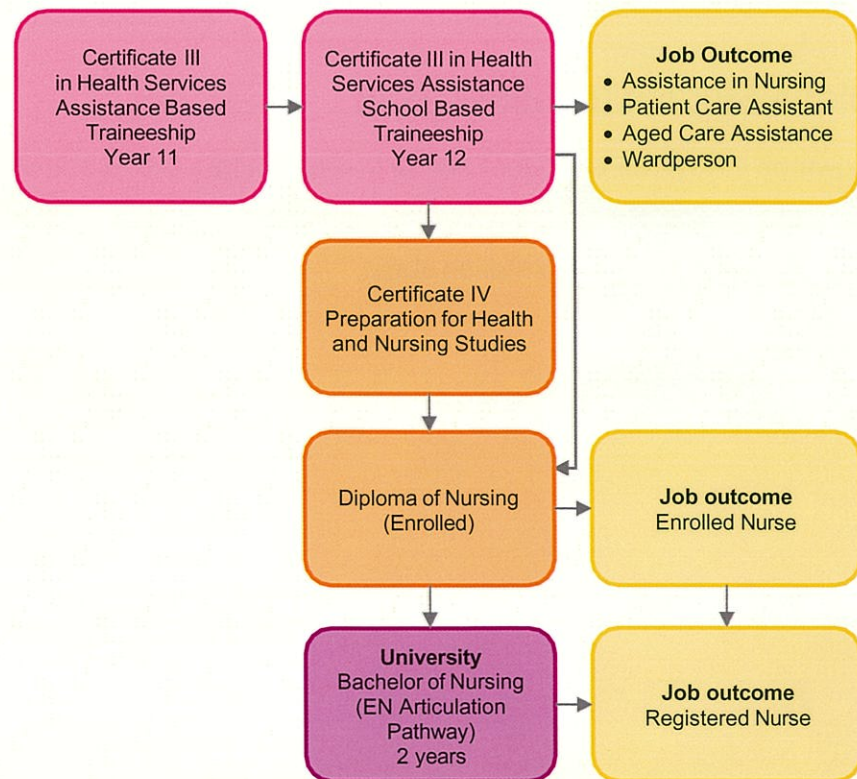 Certificate III
in Health Services
Assistance Based
Traineeship
Year 11
Certificate III in Health
Services Assistance
School Based
Traineeship
Year 12
Job Outcome
• Assistance in Nursing
• Patient Care Assistant
• Aged Care Assistance
• Wardperson
Certificate IV
Preparation for Health
and Nursing Studies
Diploma of Nursing
(Enrolled)
Job outcome
Enrolled Nurse
University
Bachelor of Nursing
(EN Articulation
Pathway)
2 years
Job outcome
Registered Nurse